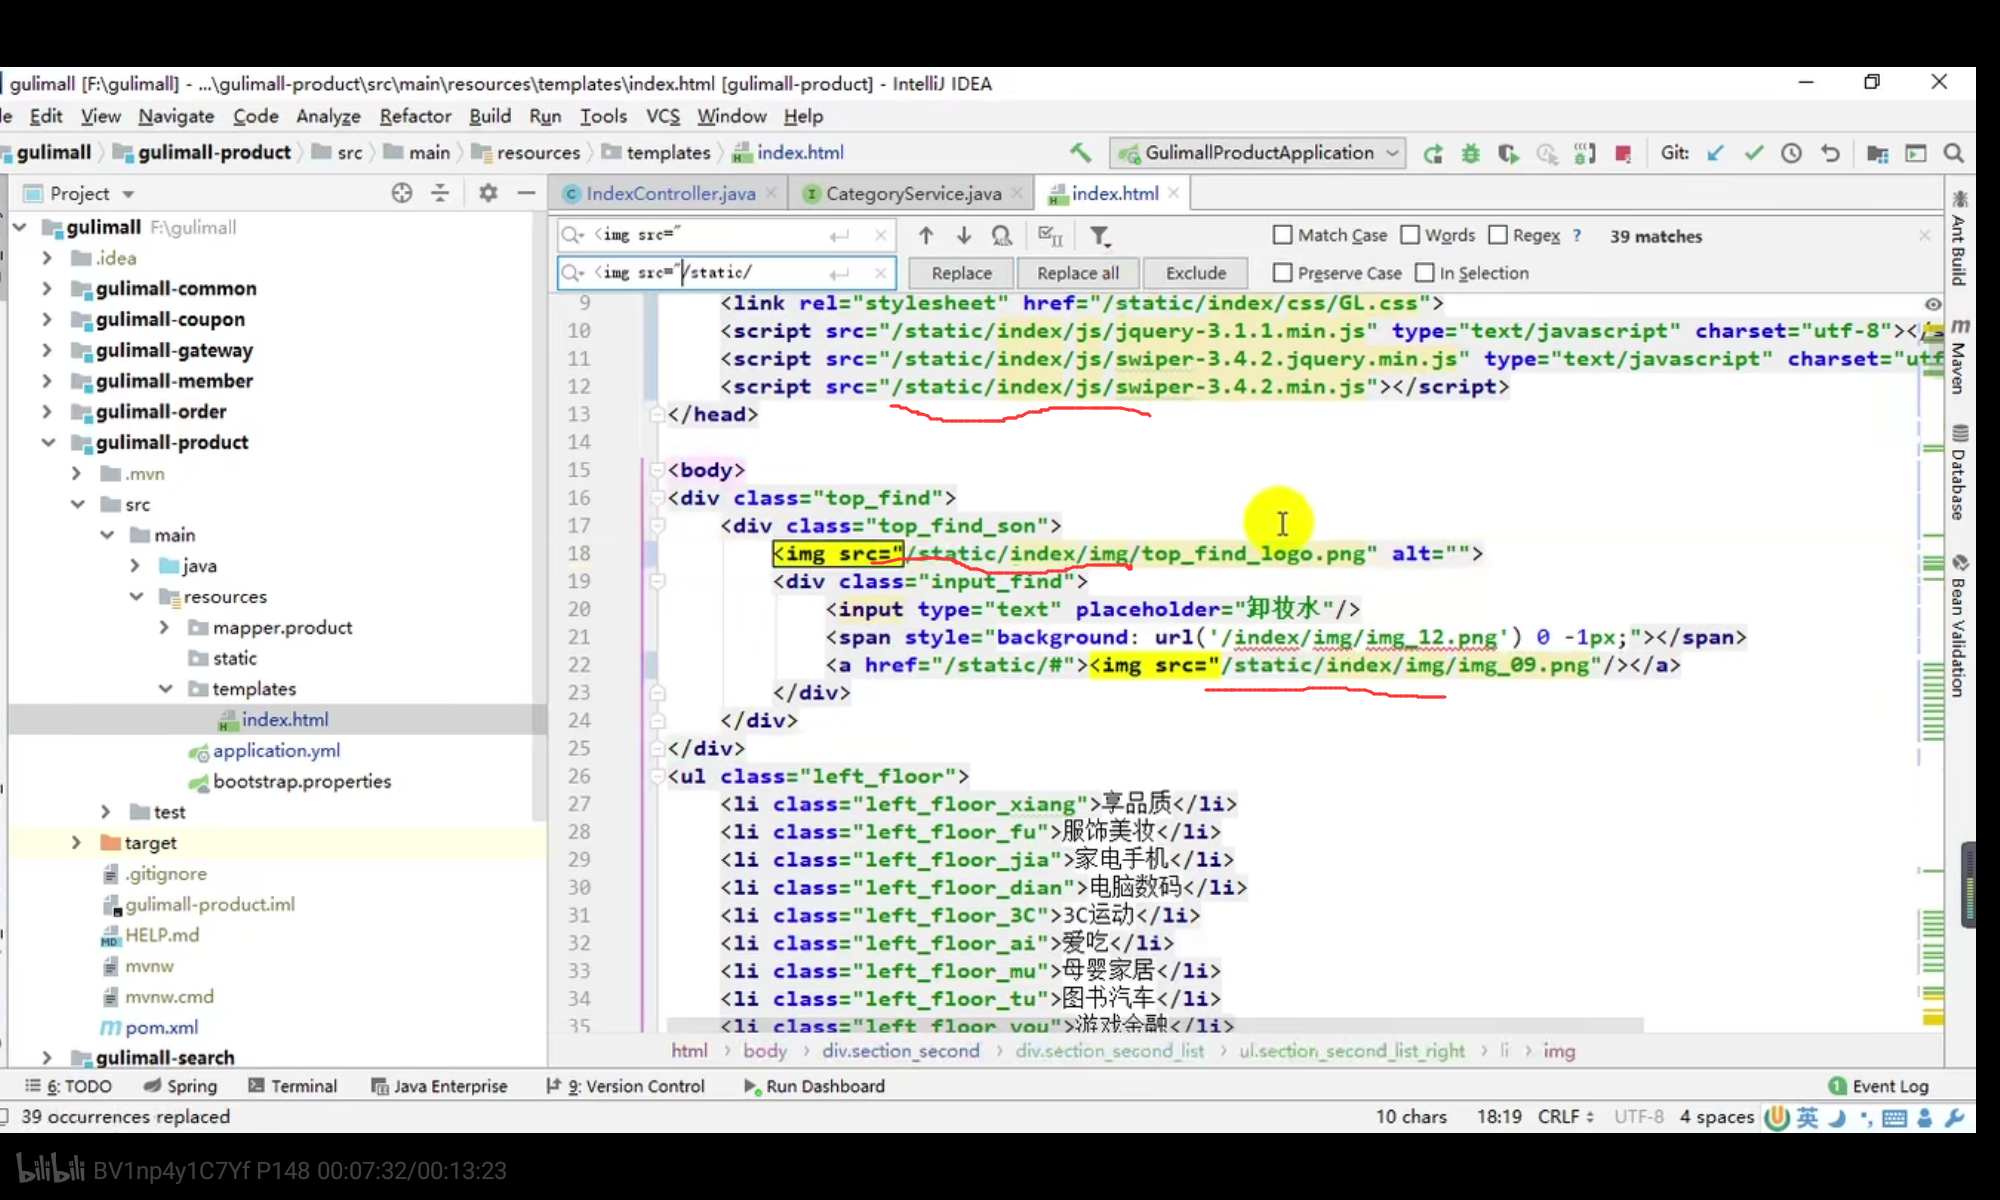 gulimall [F:\gulimall] - ...\gulimall-product\src\main\resources\templates\index.html [gulimall-product] - IntelliJ IDEA
Edit View Navigate Code Analyze Refactor Build Run Tools VCS Window Help
gulimall gulimall-product src main resources templates index.html GulimallProductApplication Git:
Project
IndexController.java CategoryService.java index.html
<img src="
Match Case Words Regex ? 39 matches
<img src="/static/
Replace Replace all Exclude Preserve Case In Selection
gulimall F:\gulimall
.idea
gulimall-common
gulimall-coupon
gulimall-gateway
gulimall-member
gulimall-order
gulimall-product
.mvn
src
main
java
resources
mapper.product
static
templates
index.html
application.yml
bootstrap.properties
test
target
.gitignore
gulimall-product.iml
HELP.md
mvnw
mvnw.cmd
pom.xml
gulimall-search
9 <link rel="stylesheet" href="/static/index/css/GL.css">
10 <script src="/static/index/js/jquery-3.1.1.min.js" type="text/javascript" charset="utf-8"></
11 <script src="/static/index/js/swiper-3.4.2.jquery.min.js" type="text/javascript" charset="utf
12 <script src="/static/index/js/swiper-3.4.2.min.js"></script>
13 </head>
14
15 <body>
16 <div class="top_find">
17 <div class="top_find_son">
18 <img src="/static/index/img/top_find_logo.png" alt="">
19 <div class="input_find">
20 <input type="text" placeholder="卸妆水"/>
21 <span style="background: url('/index/img/img_12.png') 0 -1px;"></span>
22 <a href="/static/#"><img src="/static/index/img/img_09.png"/></a>
23 </div>
24 </div>
25 </div>
26 <ul class="left_floor">
27 <li class="left_floor_xiang">享品质</li>
28 <li class="left_floor_fu">服饰美妆</li>
29 <li class="left_floor_jia">家电手机</li>
30 <li class="left_floor_dian">电脑数码</li>
31 <li class="left_floor_3C">3C运动</li>
32 <li class="left_floor_ai">爱吃</li>
33 <li class="left_floor_mu">母婴家居</li>
34 <li class="left_floor_tu">图书汽车</li>
35 <li class="left_floor_you">游戏金融</li>
html body div.section_second div.section_second_list ul.section_second_list_right li img
Ant Build
Maven
Database
Bean Validation
6: TODO Spring Terminal Java Enterprise 9: Version Control Run Dashboard 1 Event Log
39 occurrences replaced 10 chars 18:19 CRLF UTF-8 4 spaces 英
bilibili BV1np4y1C7Yf P148 00:07:32/00:13:23